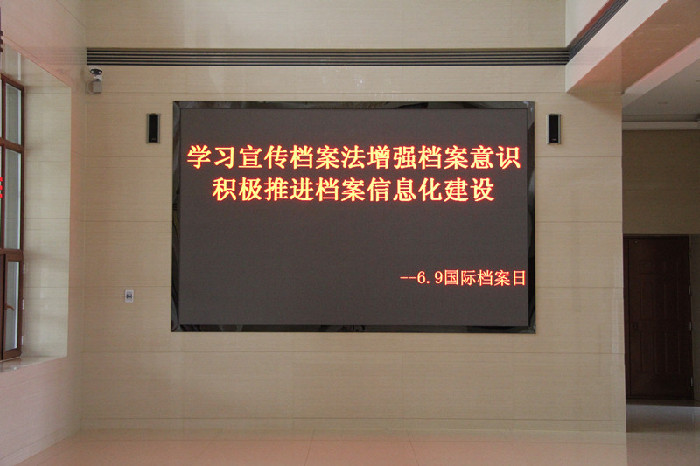 学习宣传档案法增强档案意识
积极推进档案信息化建设
--6.9国际档案日